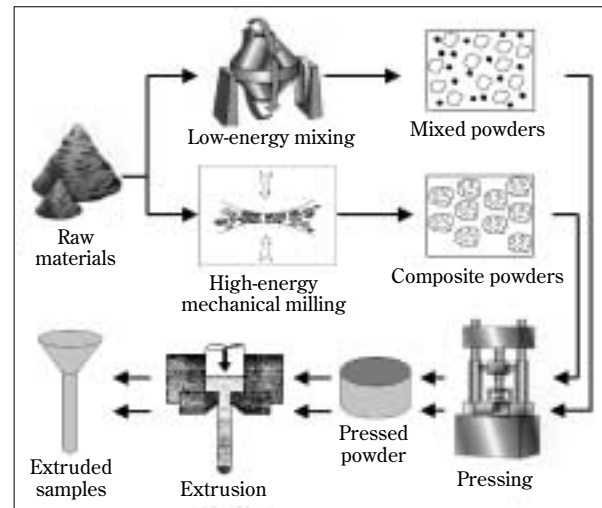 Low-energy mixing
Mixed powders
Raw
materials
High-energy
mechanical milling
Composite powders
Extruded
samples
Extrusion
Pressed
powder
Pressing